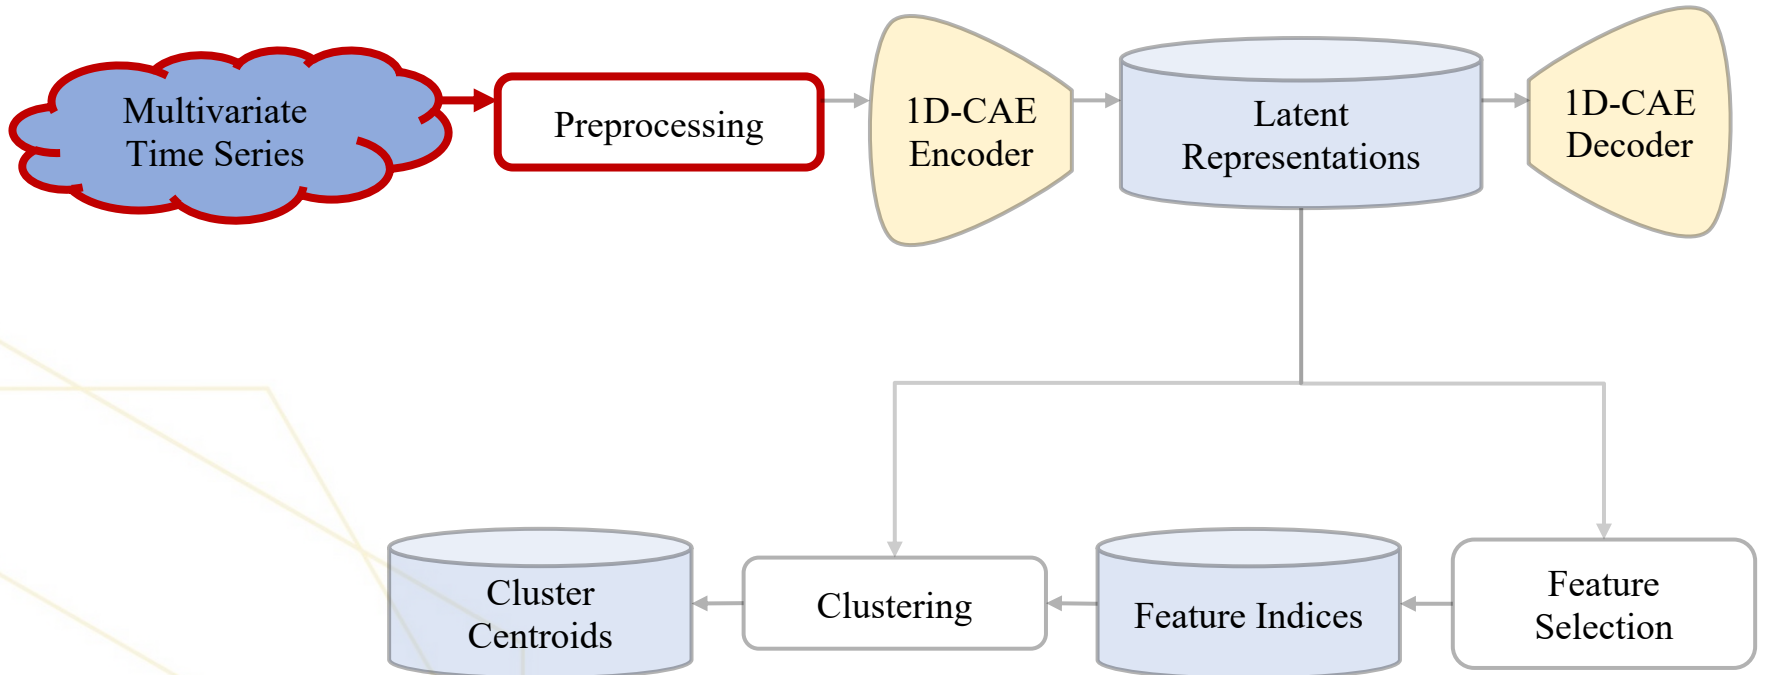 Multivariate
Time Series
Preprocessing
1D-CAE
Encoder
Latent
Representations
1D-CAE
Decoder
Cluster
Centroids
Clustering
Feature Indices
Feature
Selection